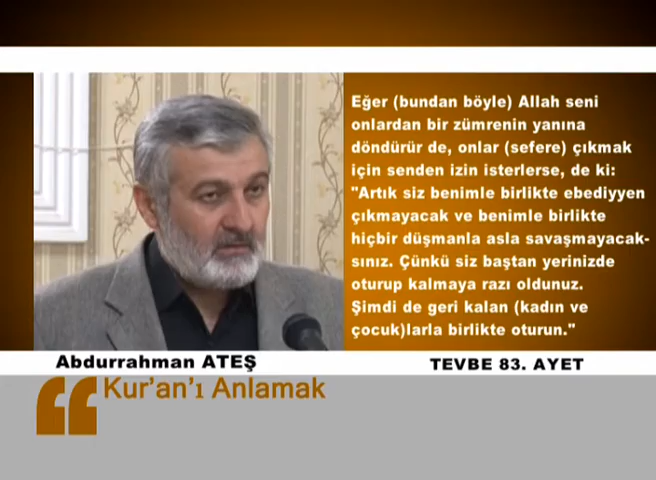 Eğer (bundan böyle) Allah seni
onlardan bir zümrenin yanına
döndürür de, onlar (sefere) çıkmak
için senden izin isterlerse, de ki:
"Artık siz benimle birlikte ebediyyen
çıkmayacak ve benimle birlikte
hiçbir düşmanla asla savaşmayacak-
sınız. Çünkü siz baştan yerinizde
oturup kalmaya razı oldunuz.
Şimdi de geri kalan (kadın ve
çocuk)larla birlikte oturun."
Abdurrahman ATEŞ
TEVBE 83. AYET
Kur'an'ı Anlamak